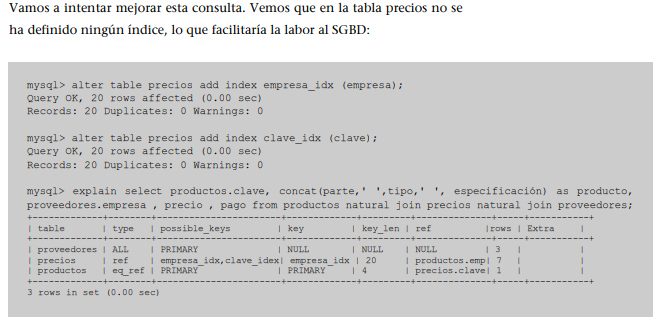 Vamos a intentar mejorar esta consulta. Vemos que en la tabla precios no se
ha definido ningún índice, lo que facilitaría la labor al SGBD:
mysql> alter table precios add index empresa_idx (empresa);
Query OK, 20 rows affected (0.00 sec)
Records: 20 Duplicates: 0 Warnings: 0
mysql> alter table precios add index clave_idx (clave);
Query OK, 20 rows affected (0.00 sec)
Records: 20 Duplicates: 0 Warnings: 0
mysql> explain select productos.clave, concat(parte,' ',tipo,' ', especificación) as producto,
proveedores.empresa , precio , pago from productos natural join precios natural join proveedores;
+-------------+--------+-----------------------+-------------+---------+---------------+------+-----------+
| table | type | possible_keys | key | key_len | ref |rows | Extra |
+-------------+--------+-----------------------+-------------+---------+---------------+------+-----------+
| proveedores | ALL | PRIMARY | NULL | NULL | NULL | 3 | |
| precios | ref | empresa_idx,clave_idex| empresa_idx | 20 | productos.emp| 7 | |
| productos | eq_ref | PRIMARY | PRIMARY | 4 | precios.clave| 1 | |
+-------------+--------+-----------------------+-------------+---------+---------------+------+-----------+
3 rows in set (0.00 sec)